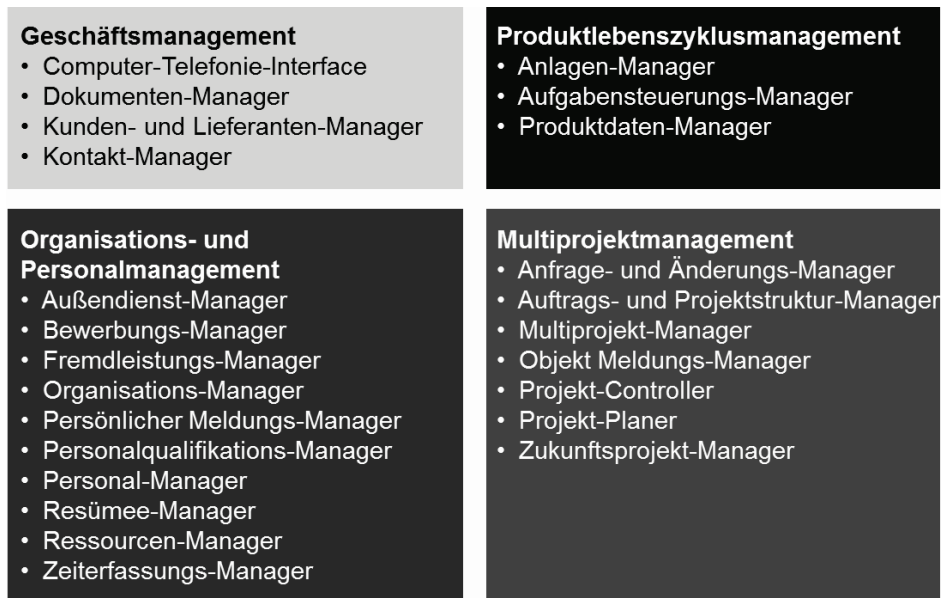 Geschäftsmanagement
• Computer-Telefonie-Interface
• Dokumenten-Manager
• Kunden- und Lieferanten-Manager
• Kontakt-Manager
Produktlebenszyklusmanagement
• Anlagen-Manager
• Aufgabensteuerungs-Manager
• Produktdaten-Manager
Organisations- und
Personalmanagement
• Außendienst-Manager
• Bewerbungs-Manager
• Fremdleistungs-Manager
• Organisations-Manager
• Persönlicher Meldungs-Manager
• Personalqualifikations-Manager
• Personal-Manager
• Resümee-Manager
• Ressourcen-Manager
• Zeiterfassungs-Manager
Multiprojektmanagement
• Anfrage- und Änderungs-Manager
• Auftrags- und Projektstruktur-Manager
• Multiprojekt-Manager
• Objekt Meldungs-Manager
• Projekt-Controller
• Projekt-Planer
• Zukunftsprojekt-Manager